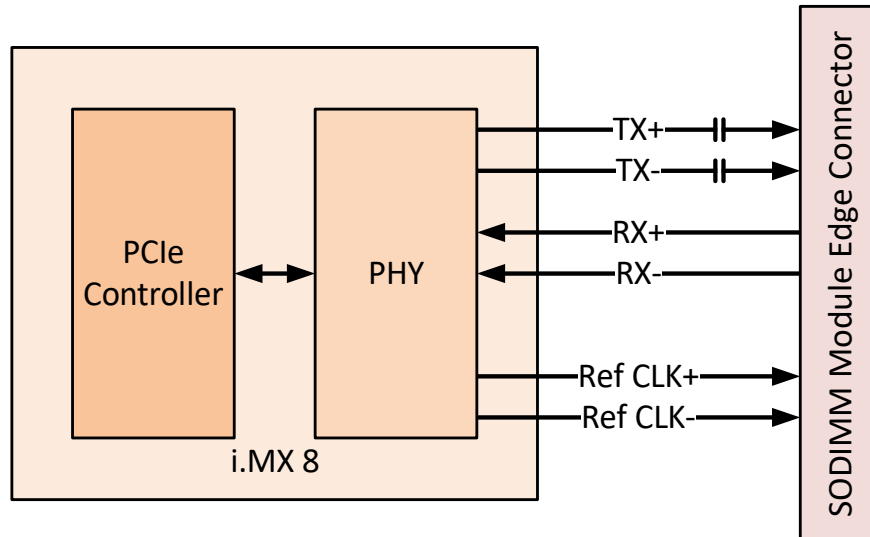 PCIe
Controller
PHY
i.MX 8
TX+
TX-
RX+
RX-
Ref CLK+
Ref CLK-
SODIMM Module Edge Connector